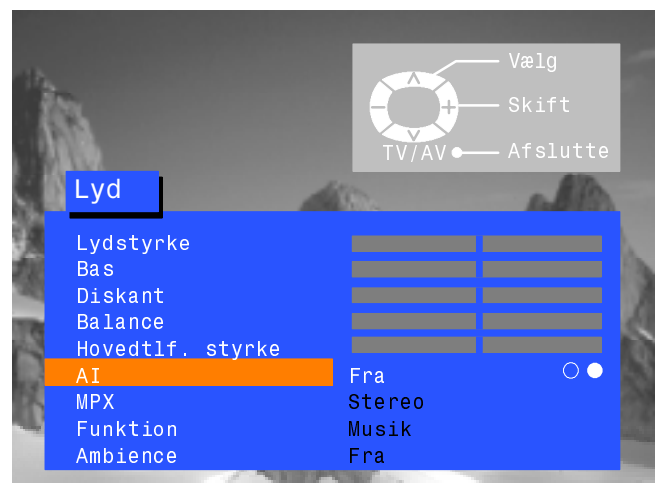 Vælg
Skift
TV/AV Afslutte
Lyd
Lydstyrke
Bas
Diskant
Balance
Hovedtlf. styrke
AI Fra
MPX Stereo
Funktion Musik
Ambience Fra